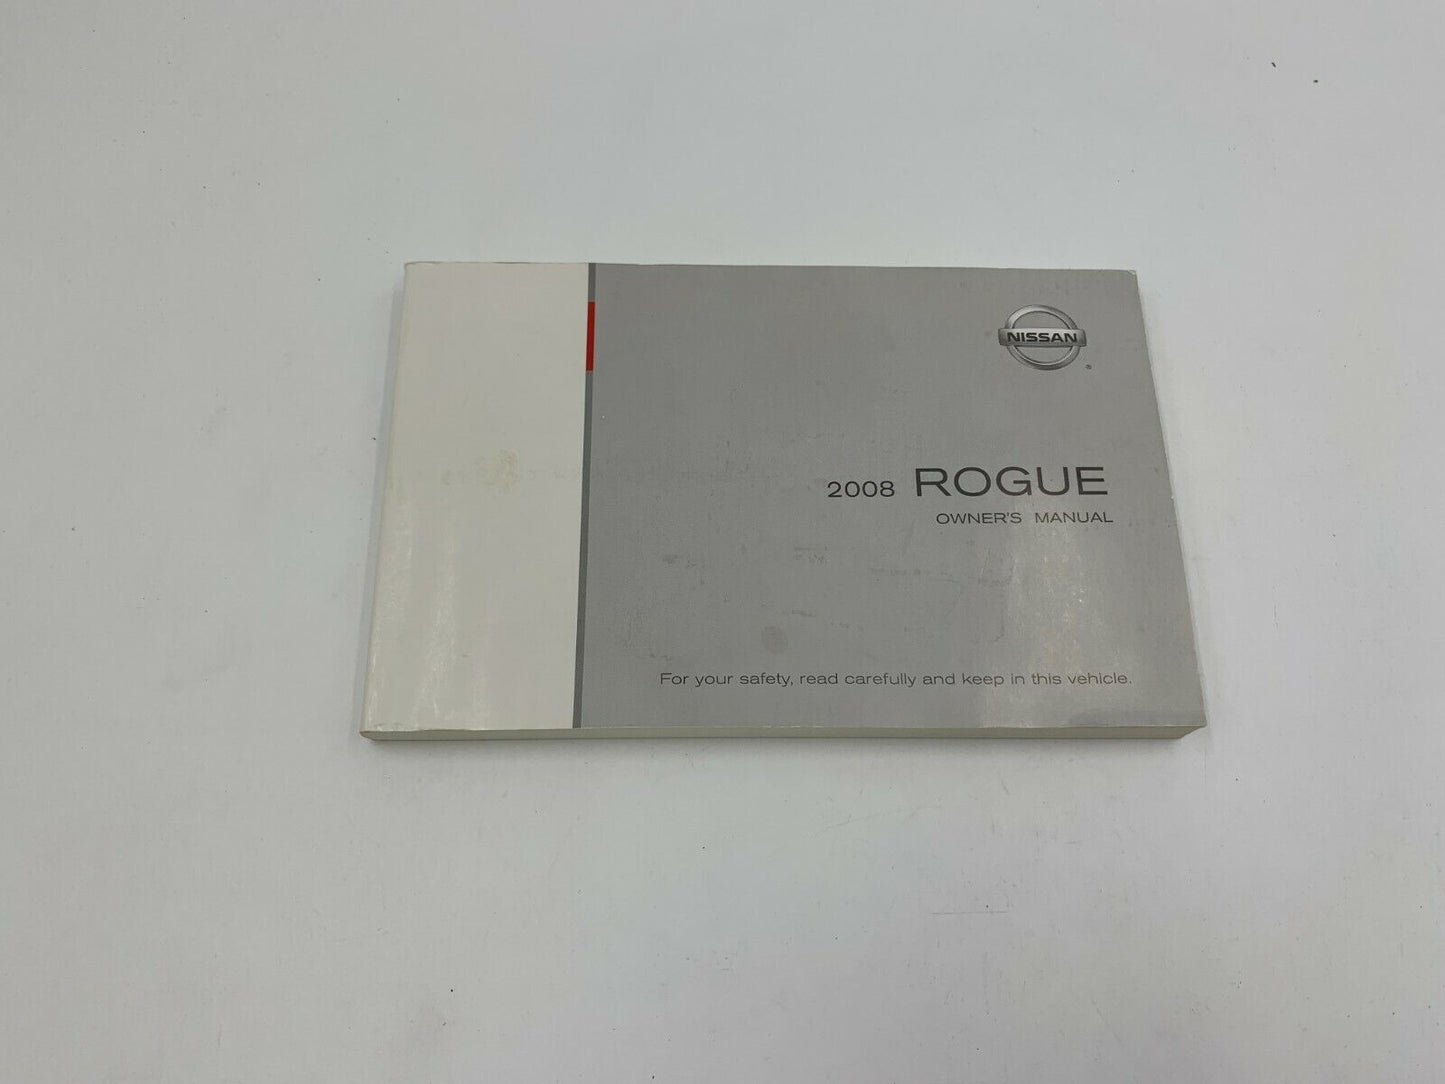 NISSAN
®
2008 ROGUE
OWNER'S MANUAL
For your safety, read carefully and keep in this vehicle.